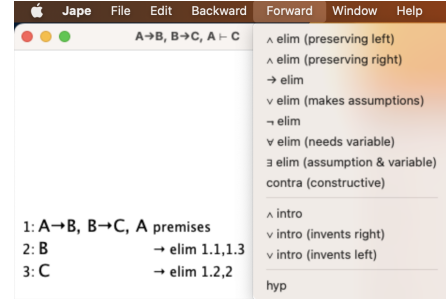 Jape File Edit Backward Forward Window Help
A→B, B→C, A ⊢ C
∧ elim (preserving left)
∧ elim (preserving right)
→ elim
∨ elim (makes assumptions)
¬ elim
∀ elim (needs variable)
∃ elim (assumption & variable)
contra (constructive)
∧ intro
∨ intro (invents right)
∨ intro (invents left)
hyp
1: A→B, B→C, A premises
2: B → elim 1.1,1.3
3: C → elim 1.2,2